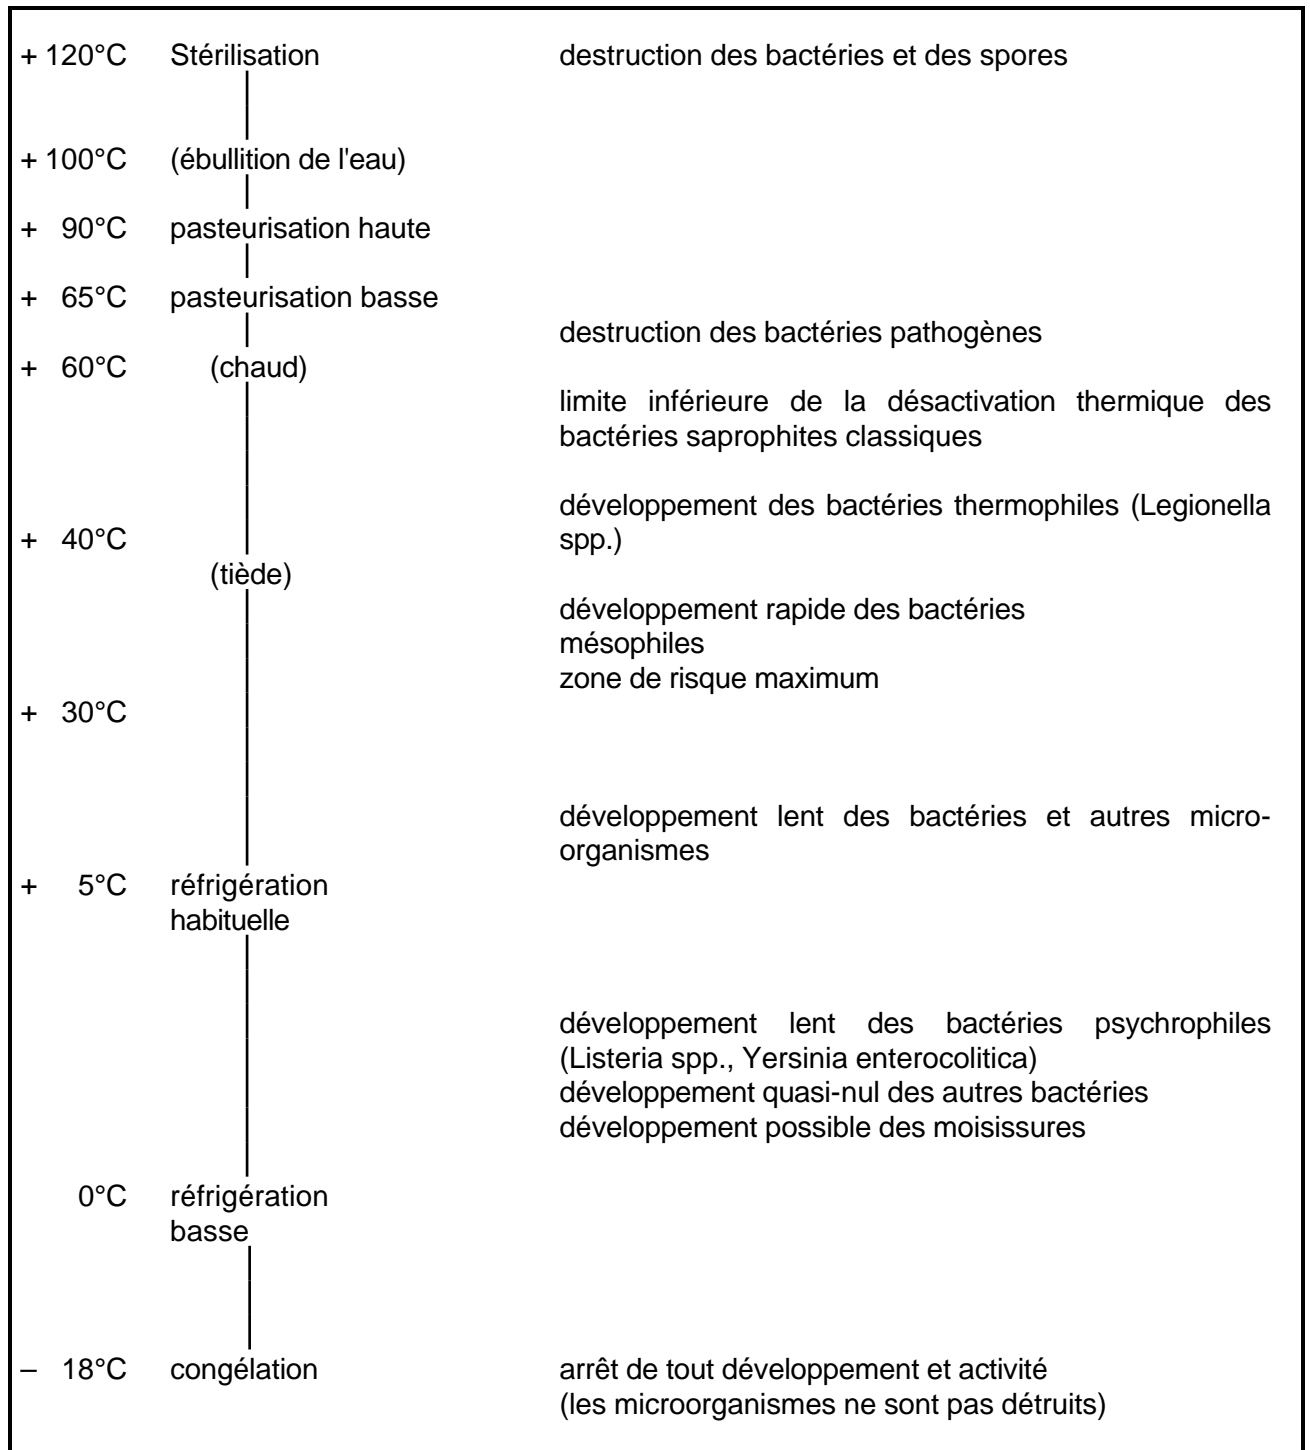 + 120°C Stérilisation destruction des bactéries et des spores
+ 100°C (ébullition de l'eau)
+ 90°C pasteurisation haute
+ 65°C pasteurisation basse
destruction des bactéries pathogènes
+ 60°C (chaud)
limite inférieure de la désactivation thermique des
bactéries saprophites classiques
développement des bactéries thermophiles (Legionella
+ 40°C spp.)
(tiède)
développement rapide des bactéries
mésophiles
zone de risque maximum
+ 30°C
développement lent des bactéries et autres micro-
organismes
+ 5°C réfrigération
habituelle
développement lent des bactéries psychrophiles
(Listeria spp., Yersinia enterocolitica)
développement quasi-nul des autres bactéries
développement possible des moisissures
0°C réfrigération
basse
– 18°C congélation arrêt de tout développement et activité
(les microorganismes ne sont pas détruits)